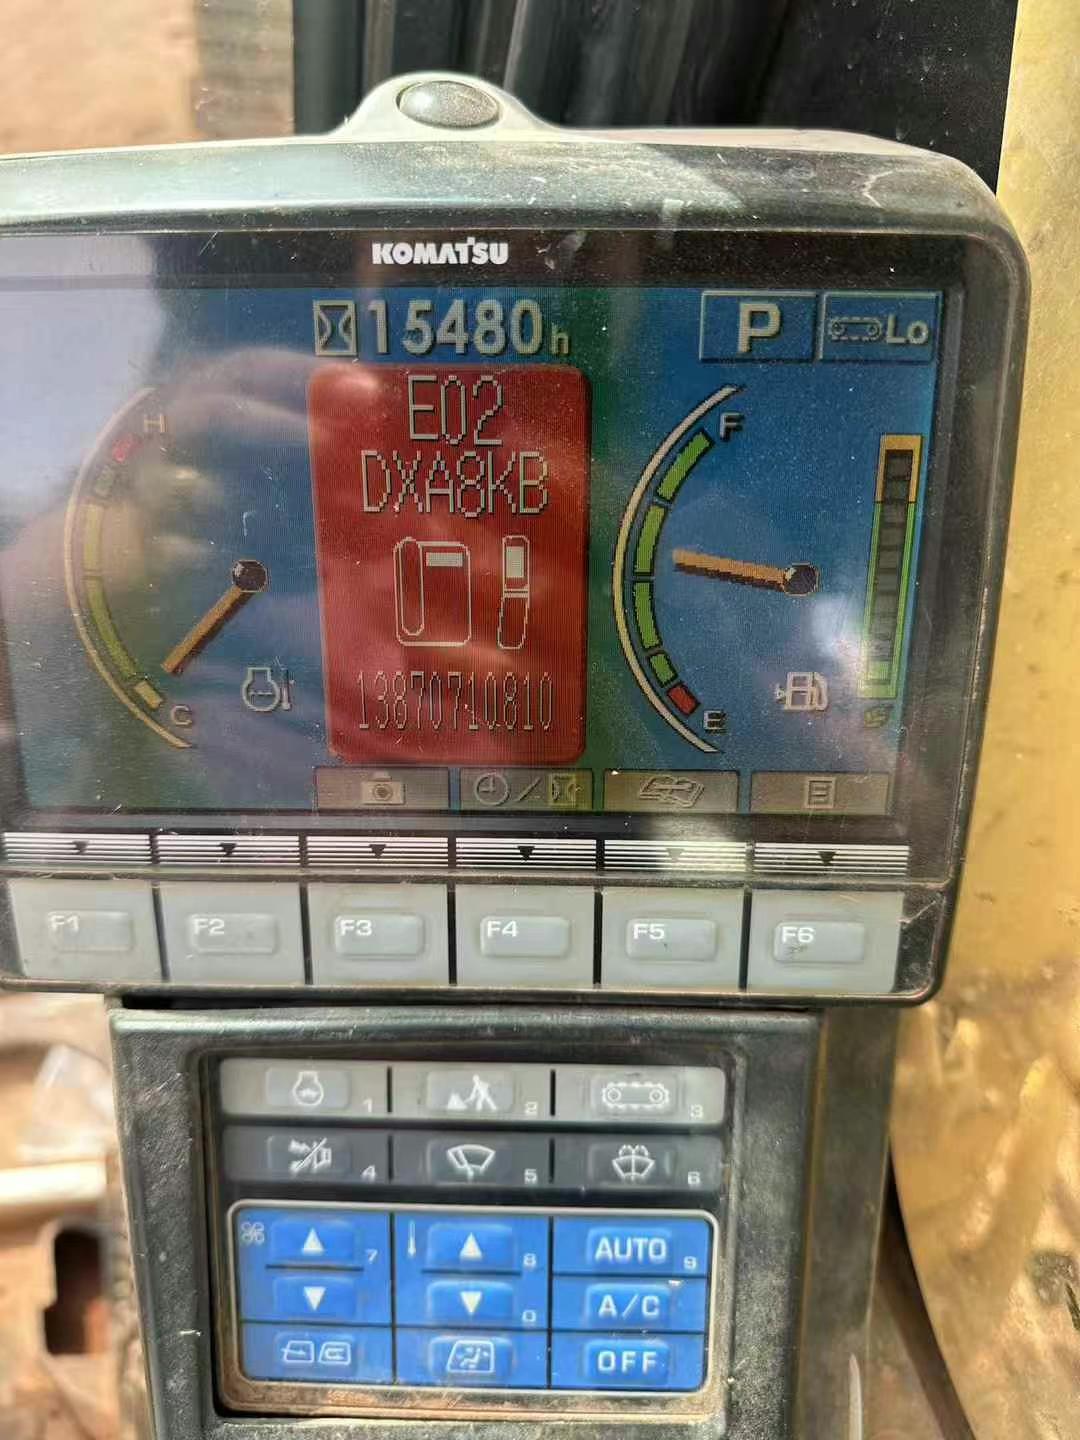 KOMATSU
15480h
P
Lo
E02
DXA8KB
13870710810
H
C
F
E
F1
F2
F3
F4
F5
F6
1
2
3
4
5
6
7
8
AUTO 9
0
A/C
OFF